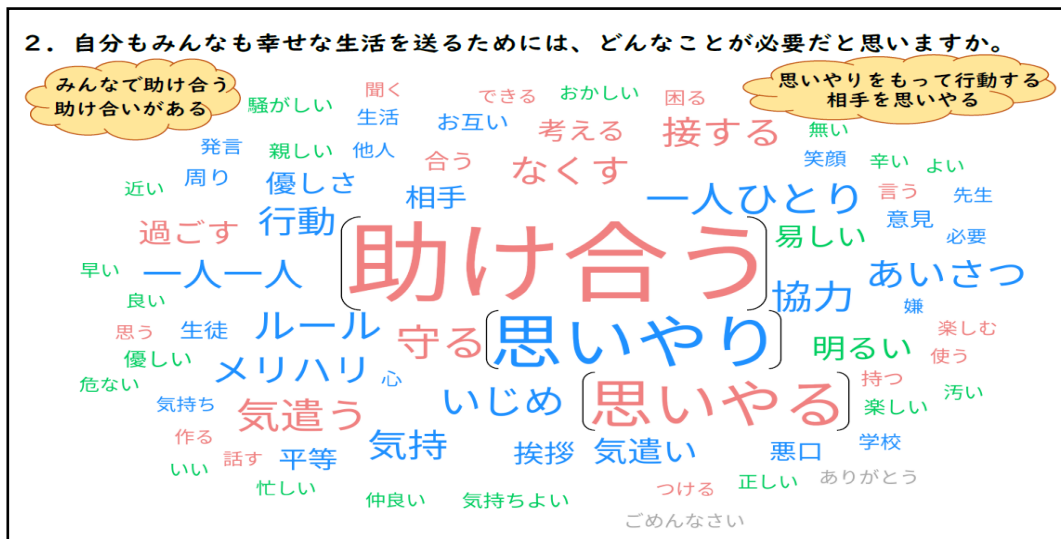 2．自分もみんなも幸せな生活を送るためには、どんなことが必要だと思いますか。
みんなで助け合う
助け合いがある
思いやりをもって行動する
相手を思いやる
騒がしい 聞く できる おかしい 困る
生活 お互い 考える 接する 無い
発言 親しい 他人 合う なくす 笑顔 辛い よい
近い 周り 優しさ 相手 一人ひとり 言う 先生
過ごす 行動 易しい 意見 必要
助け合う
早い 一人一人 協力 あいさつ
良い 嫌
思う 生徒 ルール 守る 思いやり 明るい 楽しむ
優しい 使う
危ない メリハリ 心 いじめ 思いやる 持つ 汚い
気持ち 気遣う 楽しい
作る 気持 挨拶 気遣い 悪口 学校
いい 話す 平等 ありがとう
忙しい 仲良い 気持ちよい つける 正しい
ごめんなさい